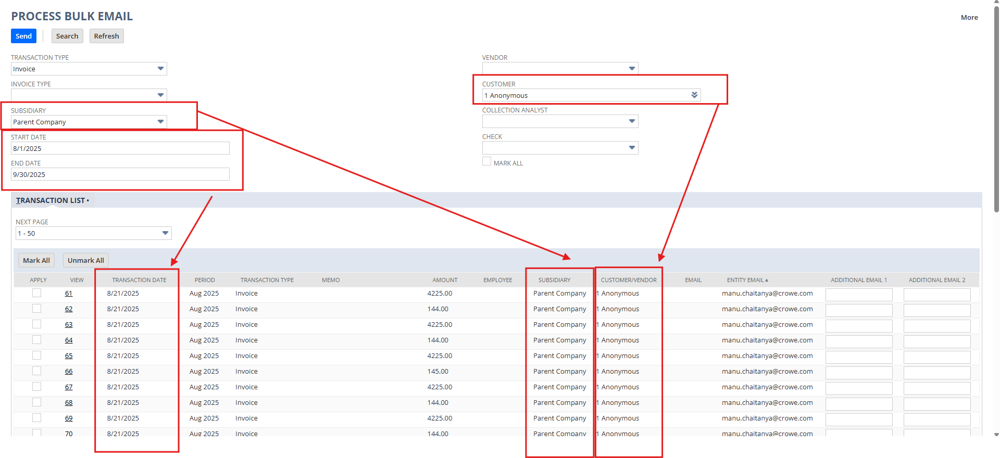 PROCESS BULK EMAIL
More
Send Search Refresh
TRANSACTION TYPE
Invoice
INVOICE TYPE
SUBSIDIARY
Parent Company
START DATE
8/1/2025
END DATE
9/30/2025
VENDOR
CUSTOMER
1 Anonymous
COLLECTION ANALYST
CHECK
MARK ALL
TRANSACTION LIST •
NEXT PAGE
1 - 50
Mark All Unmark All
APPLY VIEW TRANSACTION DATE PERIOD TRANSACTION TYPE MEMO AMOUNT EMPLOYEE SUBSIDIARY CUSTOMER/VENDOR EMAIL ENTITY EMAIL▲ ADDITIONAL EMAIL 1 ADDITIONAL EMAIL 2
61 8/21/2025 Aug 2025 Invoice 4225.00 Parent Company 1 Anonymous manu.chaitanya@crowe.com
62 8/21/2025 Aug 2025 Invoice 144.00 Parent Company 1 Anonymous manu.chaitanya@crowe.com
63 8/21/2025 Aug 2025 Invoice 4225.00 Parent Company 1 Anonymous manu.chaitanya@crowe.com
64 8/21/2025 Aug 2025 Invoice 144.00 Parent Company 1 Anonymous manu.chaitanya@crowe.com
65 8/21/2025 Aug 2025 Invoice 4225.00 Parent Company 1 Anonymous manu.chaitanya@crowe.com
66 8/21/2025 Aug 2025 Invoice 145.00 Parent Company 1 Anonymous manu.chaitanya@crowe.com
67 8/21/2025 Aug 2025 Invoice 4225.00 Parent Company 1 Anonymous manu.chaitanya@crowe.com
68 8/21/2025 Aug 2025 Invoice 144.00 Parent Company 1 Anonymous manu.chaitanya@crowe.com
69 8/21/2025 Aug 2025 Invoice 4225.00 Parent Company 1 Anonymous manu.chaitanya@crowe.com
70 8/21/2025 Aug 2025 Invoice 144.00 Parent Company 1 Anonymous manu.chaitanya@crowe.com